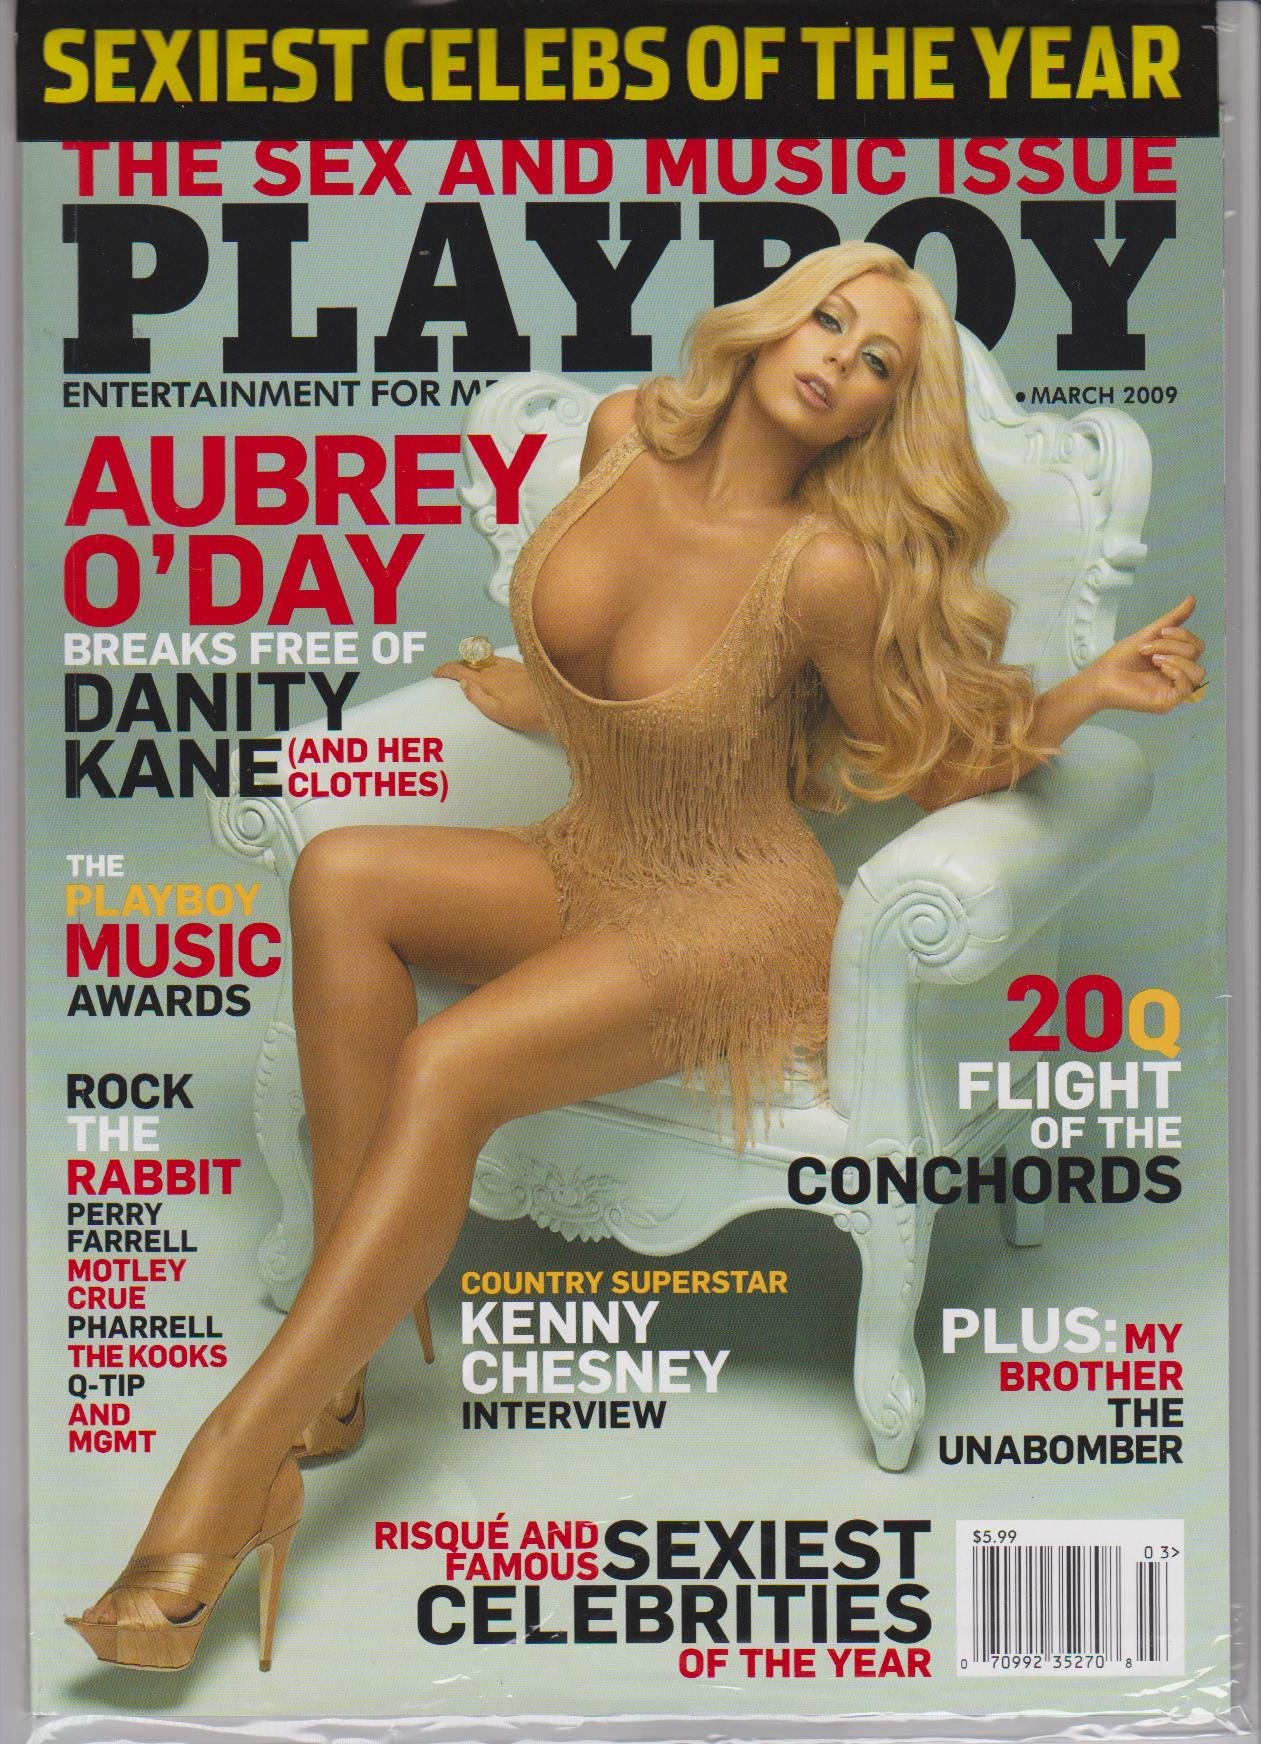 SEXIEST CELEBS OF THE YEAR
THE SEX AND MUSIC ISSUE
PLAYBOY
ENTERTAINMENT FOR
• MARCH 2009
AUBREY
O'DAY
BREAKS FREE OF
DANITY
KANE
(AND HER
CLOTHES)
THE
PLAYBOY
MUSIC
AWARDS
ROCK
THE
RABBIT
PERRY
FARRELL
MOTLEY
CRUE
PHARRELL
THE KOOKS
Q-TIP
AND
MGMT
20Q
FLIGHT
OF THE
CONCHORDS
COUNTRY SUPERSTAR
KENNY
CHESNEY
INTERVIEW
PLUS: MY
BROTHER
THE
UNABOMBER
RISQUÉ AND
FAMOUS
SEXIEST
CELEBRITIES
OF THE YEAR
$5.99
03>
0 70992 35270 8